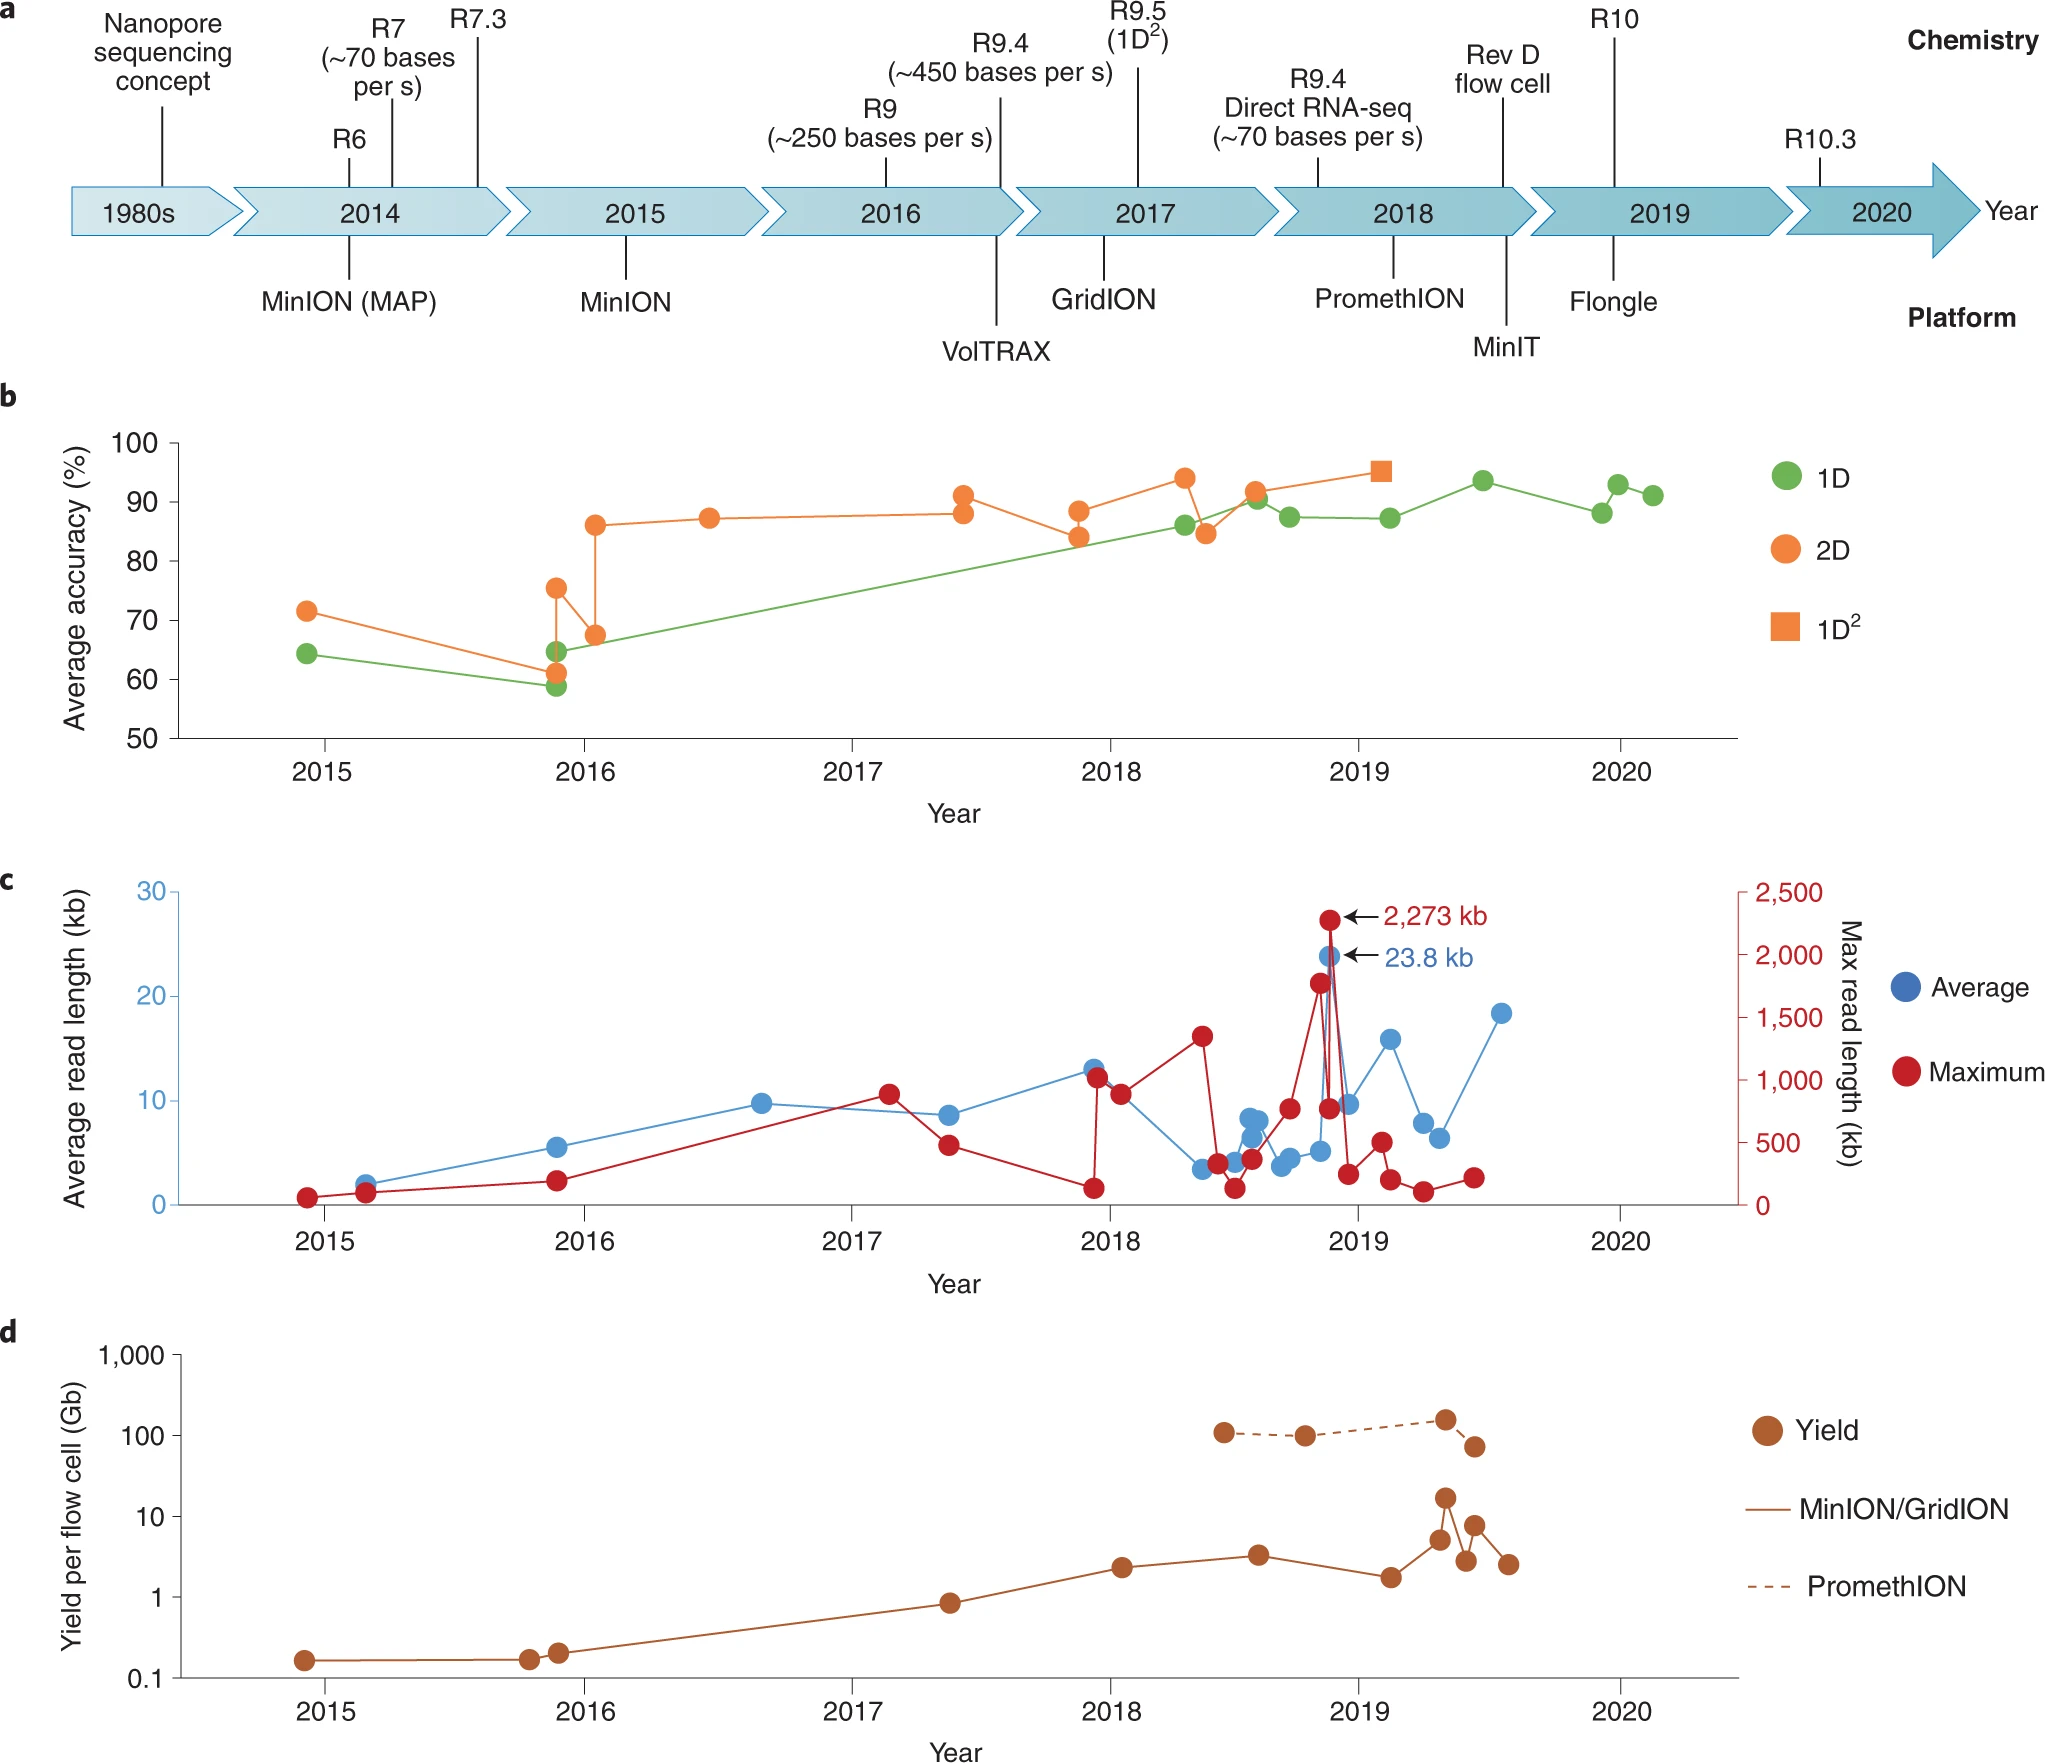 a
Nanopore
sequencing
concept
R6
R7
(~70 bases
per s)
R7.3
R9
(~250 bases per s)
R9.4
(~450 bases per s)
R9.5
(1D²)
R9.4
Direct RNA-seq
(~70 bases per s)
Rev D
flow cell
R10
R10.3
Chemistry
1980s
2014
2015
2016
2017
2018
2019
2020
Year
MinION (MAP)
MinION
VolTRAX
GridION
PromethION
MinIT
Flongle
Platform
b
Average accuracy (%)
100
90
80
70
60
50
2015
2016
2017
2018
2019
2020
Year
1D
2D
1D²
c
Average read length (kb)
30
20
10
0
2,273 kb
23.8 kb
2,500
2,000
1,500
1,000
500
0
Max read length (kb)
Average
Maximum
2015
2016
2017
2018
2019
2020
Year
d
Yield per flow cell (Gb)
1,000
100
10
1
0.1
Yield
MinION/GridION
PromethION
2015
2016
2017
2018
2019
2020
Year